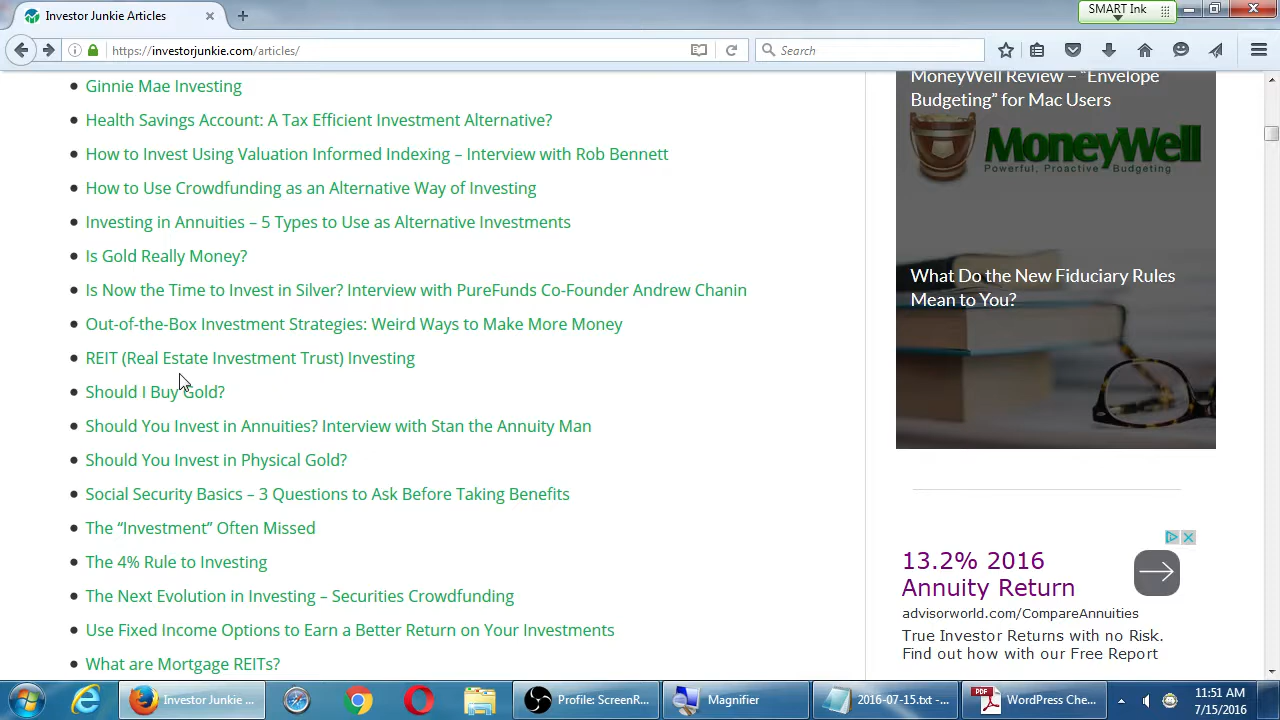 Investor Junkie Articles
SMART Ink
https://investorjunkie.com/articles/
Search
Ginnie Mae Investing
Health Savings Account: A Tax Efficient Investment Alternative?
How to Invest Using Valuation Informed Indexing – Interview with Rob Bennett
How to Use Crowdfunding as an Alternative Way of Investing
Investing in Annuities – 5 Types to Use as Alternative Investments
Is Gold Really Money?
Is Now the Time to Invest in Silver? Interview with PureFunds Co-Founder Andrew Chanin
Out-of-the-Box Investment Strategies: Weird Ways to Make More Money
REIT (Real Estate Investment Trust) Investing
Should I Buy Gold?
Should You Invest in Annuities? Interview with Stan the Annuity Man
Should You Invest in Physical Gold?
Social Security Basics – 3 Questions to Ask Before Taking Benefits
The “Investment” Often Missed
The 4% Rule to Investing
The Next Evolution in Investing – Securities Crowdfunding
Use Fixed Income Options to Earn a Better Return on Your Investments
What are Mortgage REITs?
MoneyWell Review – “Envelope
Budgeting” for Mac Users
MoneyWell
Powerful, Proactive Budgeting
What Do the New Fiduciary Rules
Mean to You?
13.2% 2016
Annuity Return
advisorworld.com/CompareAnnuities
True Investor Returns with no Risk.
Find out how with our Free Report
Investor Junkie ...
Profile: ScreenR...
Magnifier
2016-07-15.txt -...
PDF
WordPress Che...
11:51 AM
7/15/2016